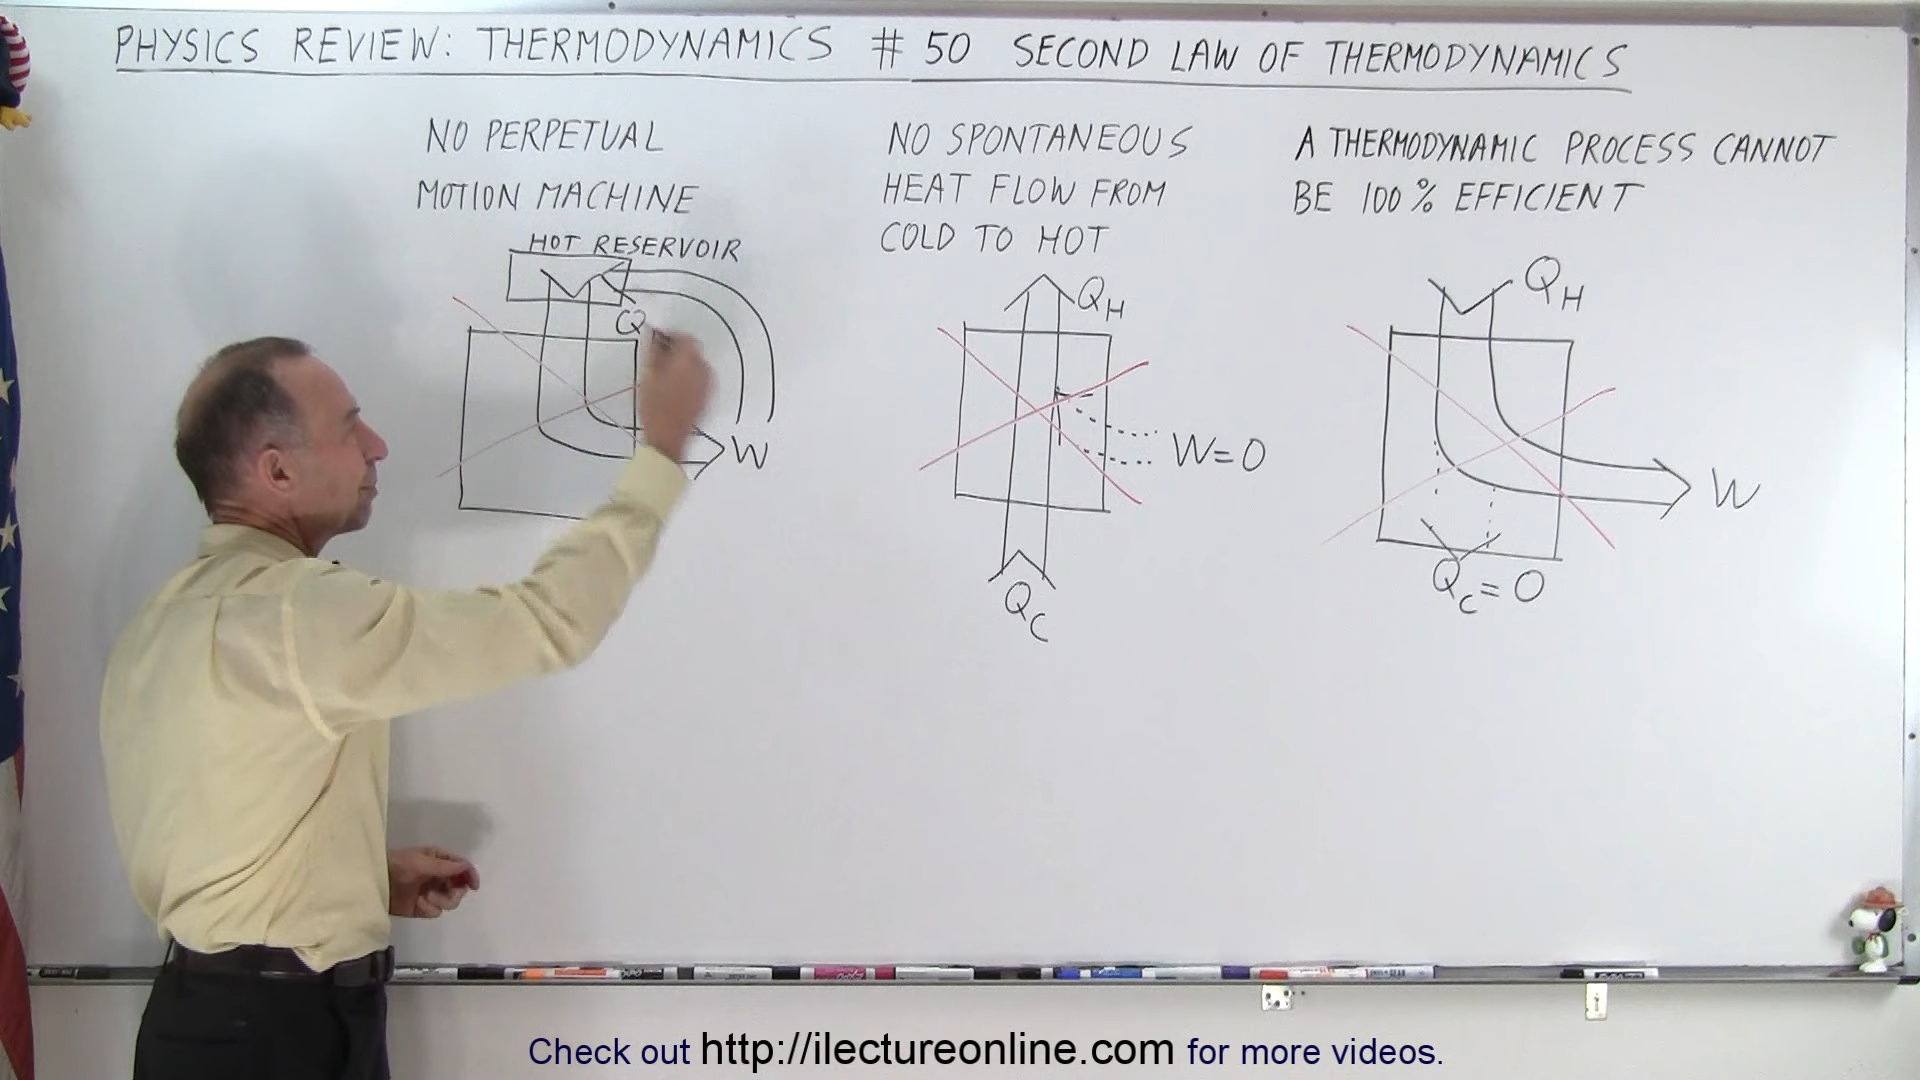 PHYSICS REVIEW: THERMODYNAMICS # 50 SECOND LAW OF THERMODYNAMICS
NO PERPETUAL
MOTION MACHINE
HOT RESERVOIR
Q
W
NO SPONTANEOUS
HEAT FLOW FROM
COLD TO HOT
QH
W=0
QC
A THERMODYNAMIC PROCESS CANNOT
BE 100% EFFICIENT
QH
W
QC=0
Check out http://ilectureonline.com for more videos.